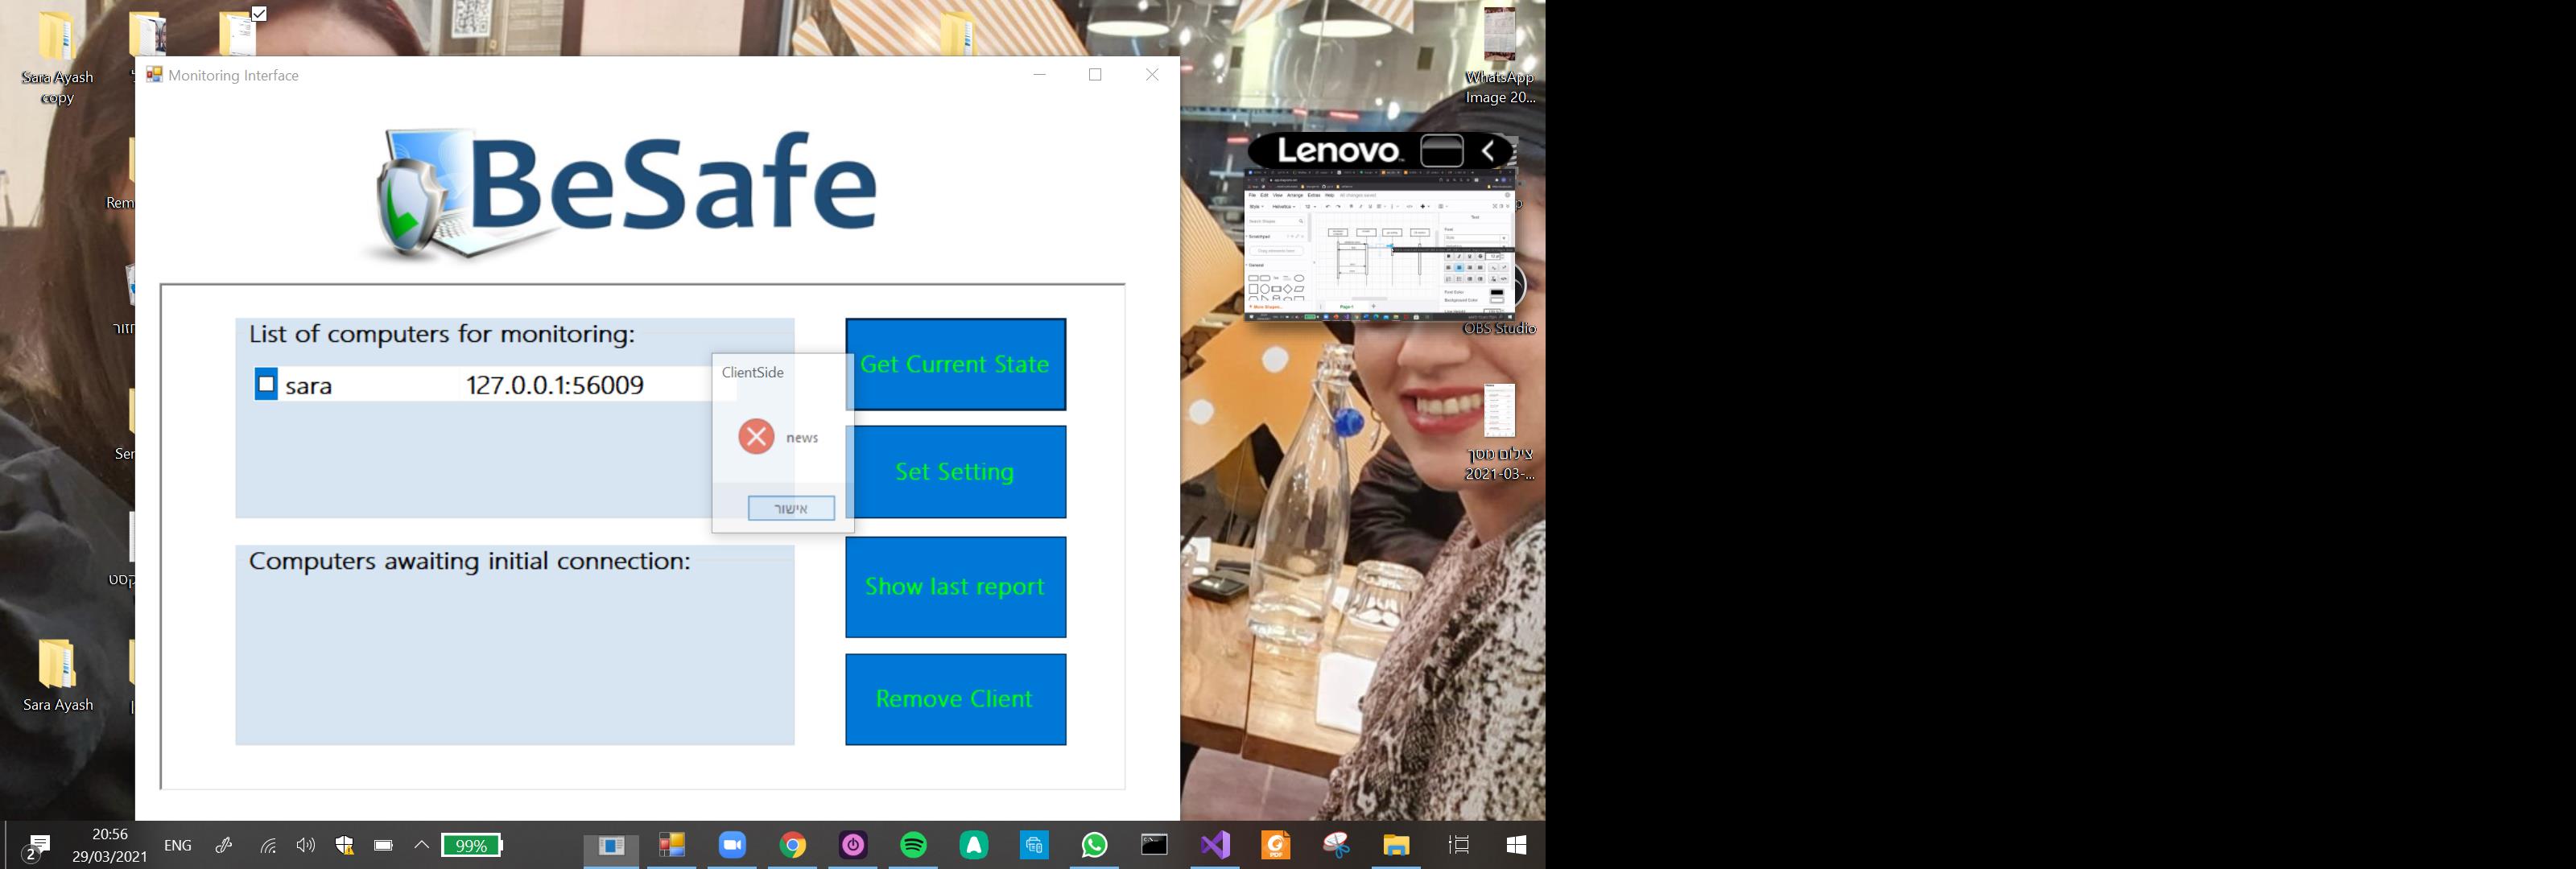 Sara Ayash
copy
Monitoring Interface
BeSafe
List of computers for monitoring:
sara 127.0.0.1:56009
Get Current State
ClientSide
news
אישור
Set Setting
Computers awaiting initial connection:
Show last report
Remove Client
Sara Ayash
WhatsApp
Image 20...
Lenovo
OBS Studio
צילום מסך
2021-03-...
2
20:56
29/03/2021
ENG
99%
PDF